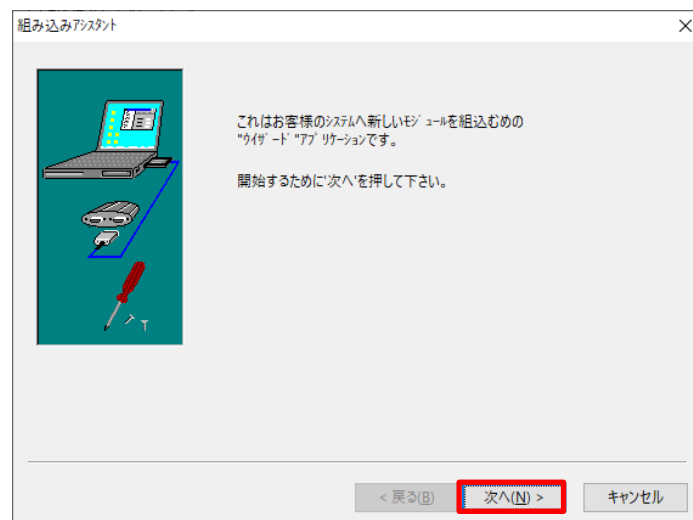 組み込みｱｼｽﾀﾝﾄ
これはお客様のｼｽﾃﾑへ新しいﾓｼﾞｭｰﾙを組込むめの
"ｳｨｻﾞｰﾄﾞ"ｱﾌﾟﾘｹｰｼｮﾝです。
開始するために'次へ'を押して下さい。
< 戻る(B)
次へ(N) >
キャンセル